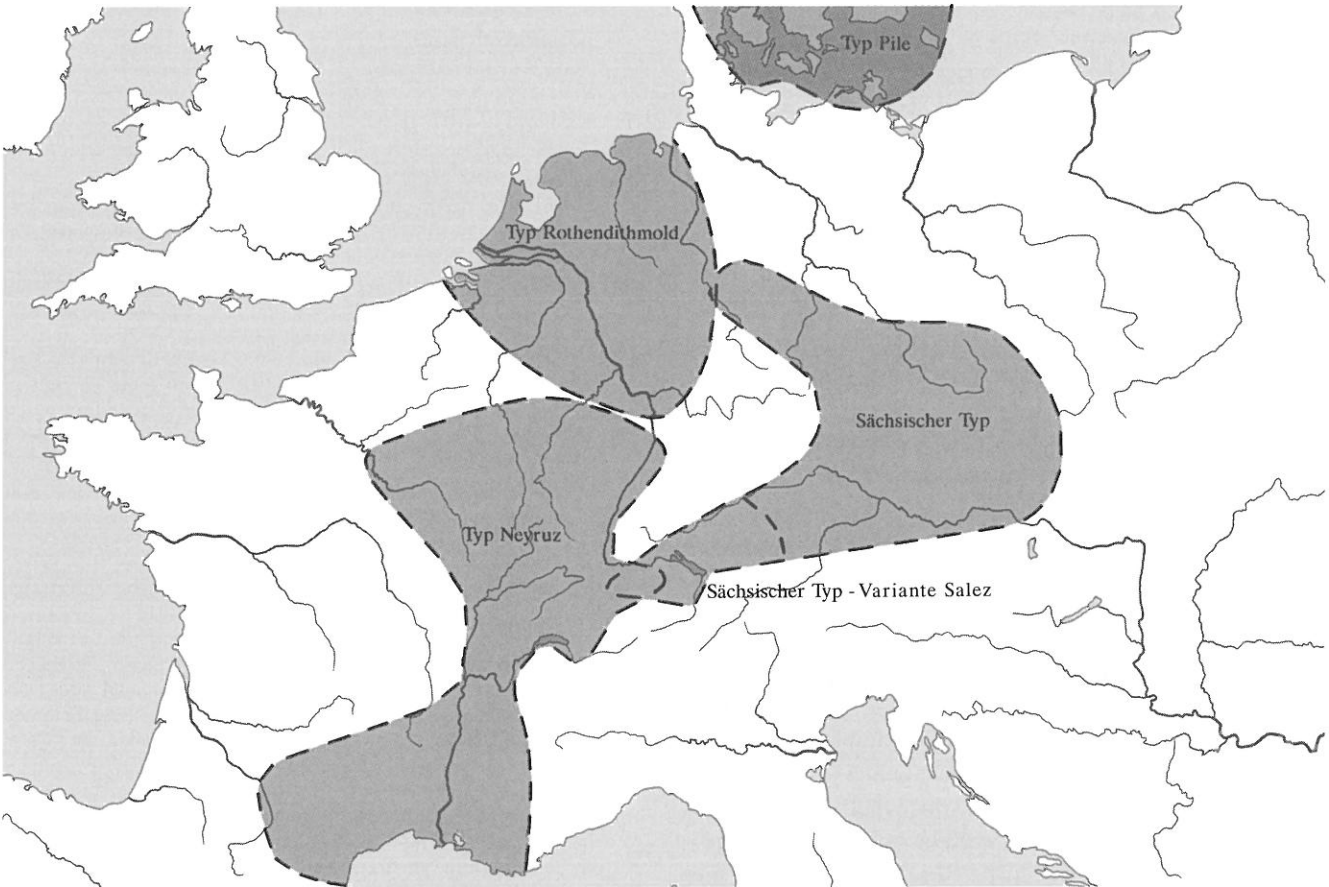 Typ Pile
Typ Rothendithmold
Sächsischer Typ
Typ Neyruz
Sächsischer Typ - Variante Salez